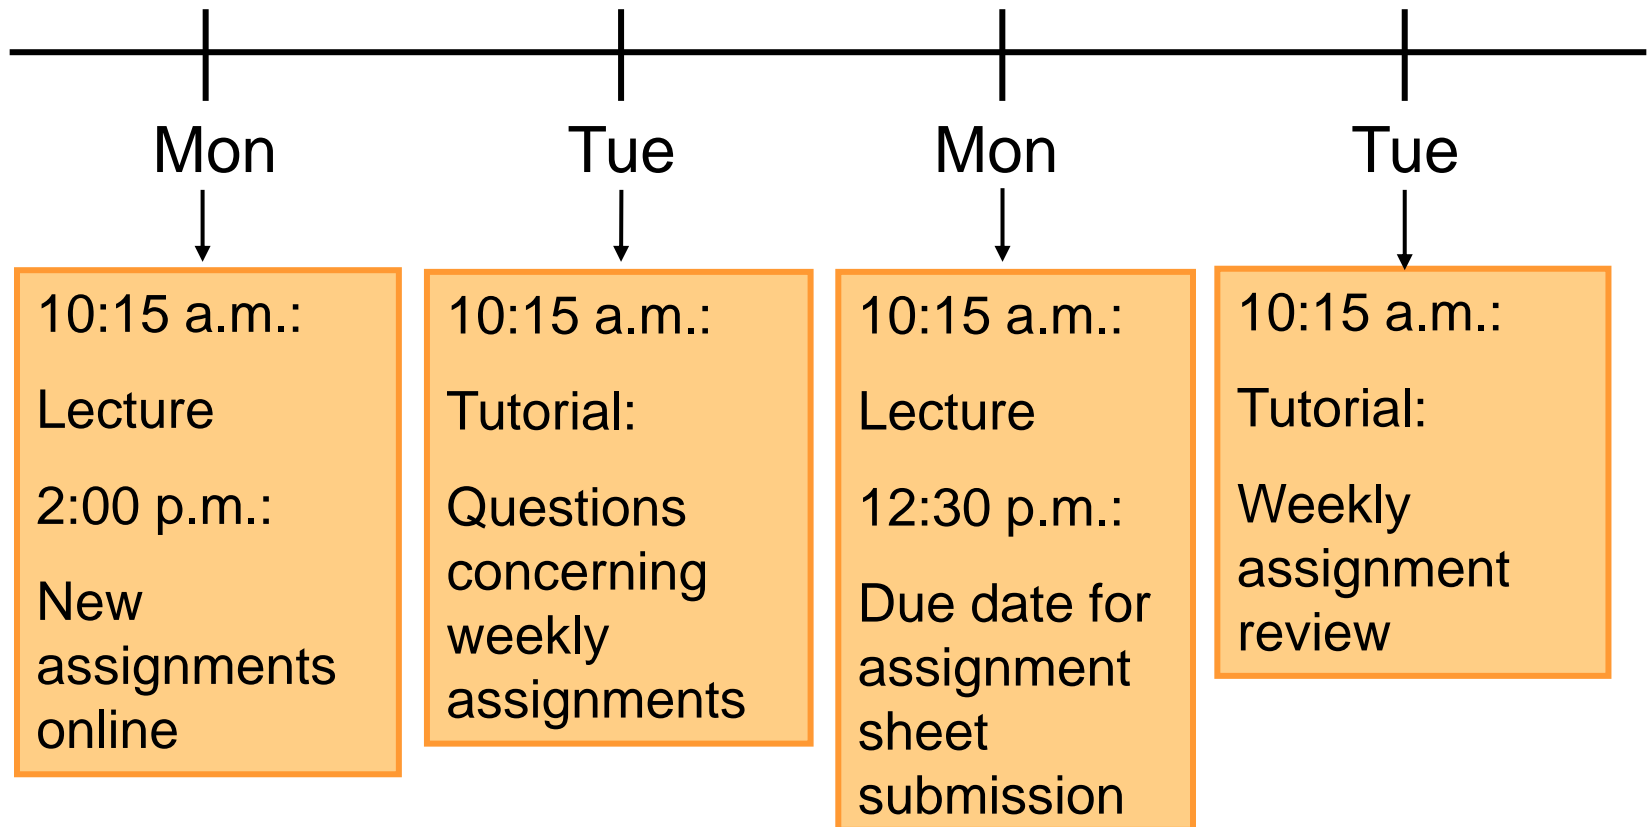 Mon
Tue
Mon
Tue
10:15 a.m.:
Lecture
2:00 p.m.:
New
assignments
online
10:15 a.m.:
Tutorial:
Questions
concerning
weekly
assignments
10:15 a.m.:
Lecture
12:30 p.m.:
Due date for
assignment
sheet
submission
10:15 a.m.:
Tutorial:
Weekly
assignment
review